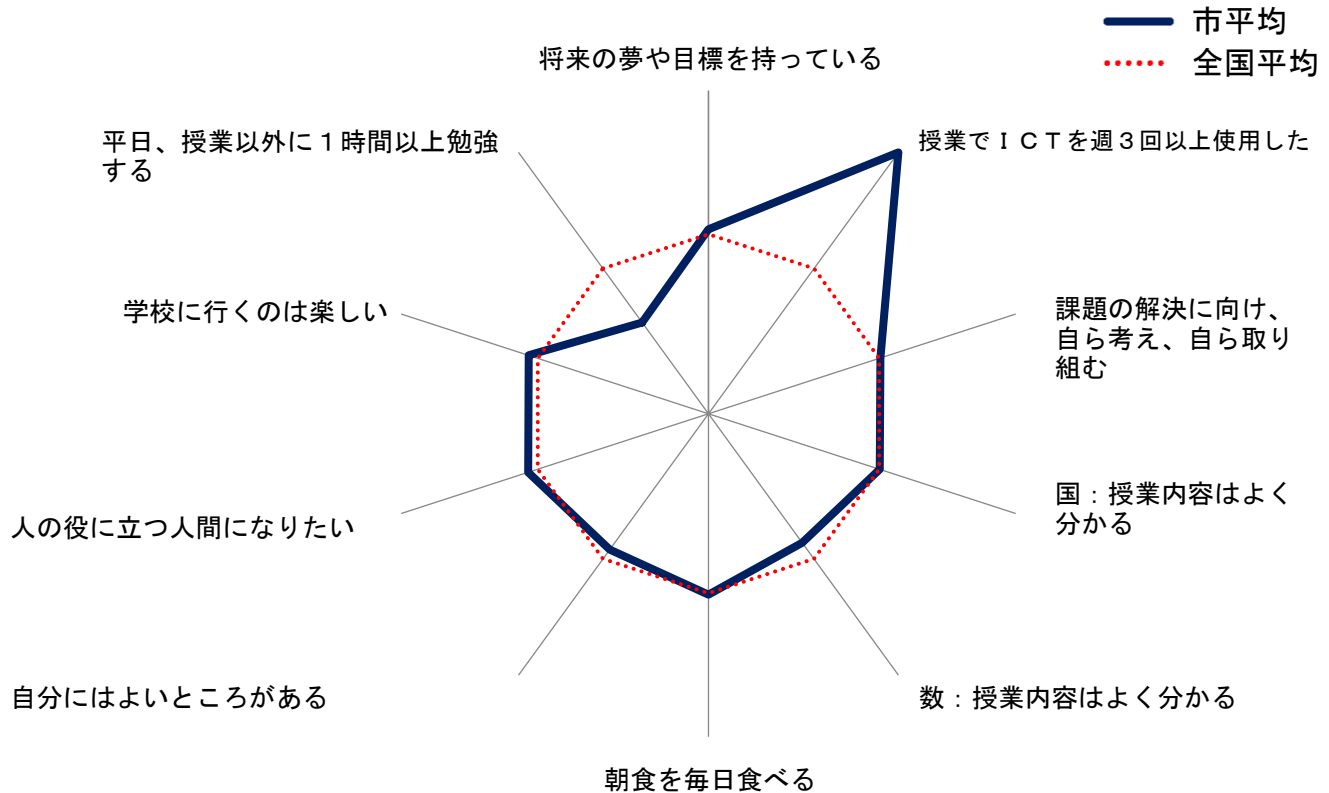 市平均
全国平均
将来の夢や目標を持っている
授業でＩＣＴを週３回以上使用した
課題の解決に向け、
自ら考え、自ら取り
組む
国：授業内容はよく
分かる
数：授業内容はよく分かる
朝食を毎日食べる
自分にはよいところがある
人の役に立つ人間になりたい
学校に行くのは楽しい
平日、授業以外に１時間以上勉強
する